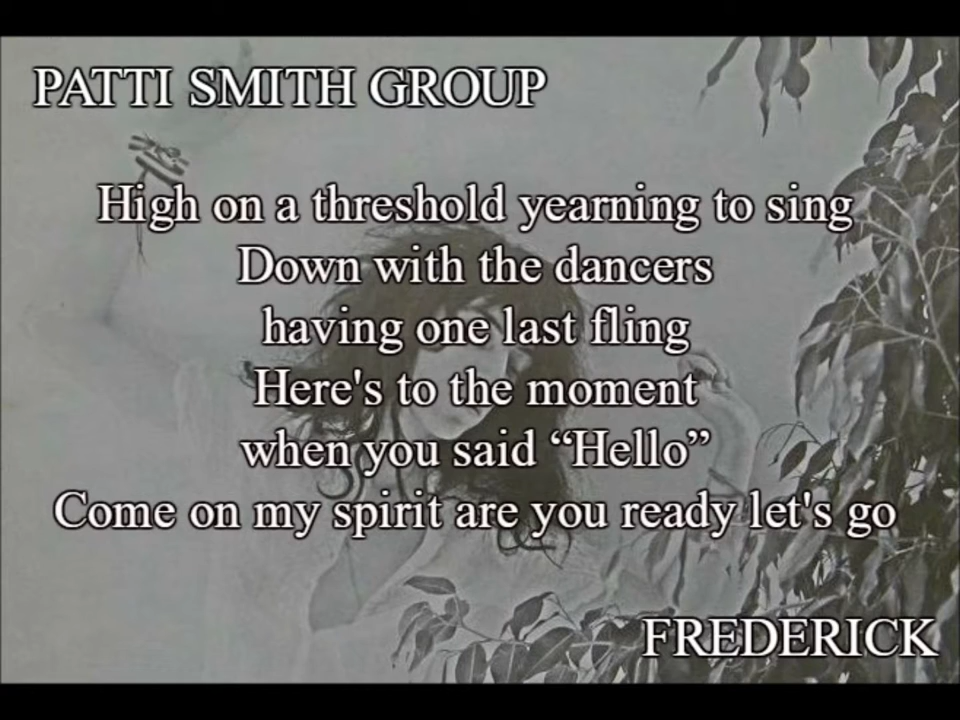 PATTI SMITH GROUP
High on a threshold yearning to sing
Down with the dancers
having one last fling
Here's to the moment
when you said “Hello”
Come on my spirit are you ready let's go
FREDERICK